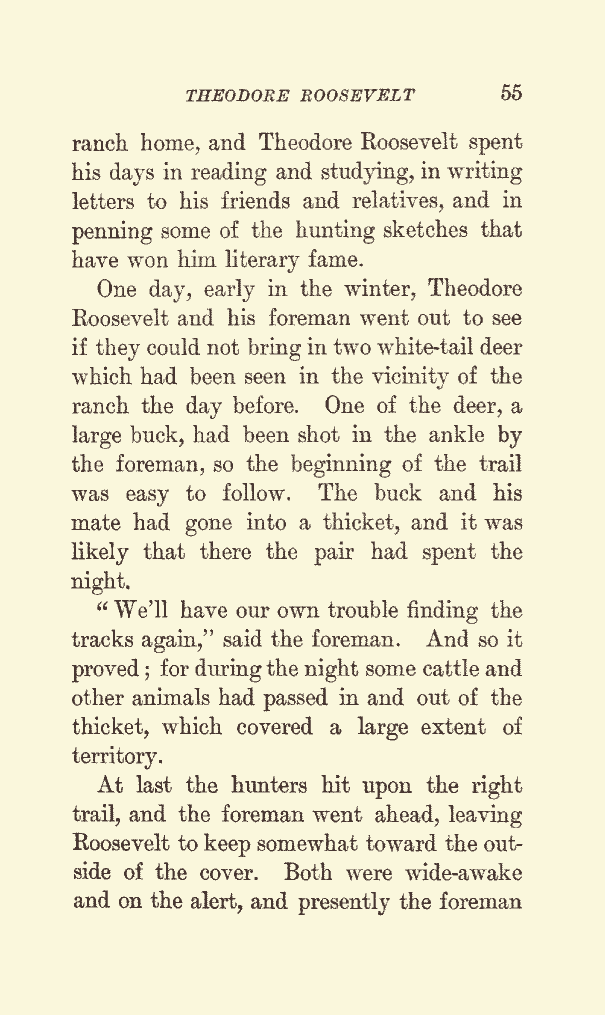 THEODORE ROOSEVELT 55
ranch home, and Theodore Roosevelt spent
his days in reading and studying, in writing
letters to his friends and relatives, and in
penning some of the hunting sketches that
have won him literary fame.
One day, early in the winter, Theodore
Roosevelt and his foreman went out to see
if they could not bring in two white-tail deer
which had been seen in the vicinity of the
ranch the day before. One of the deer, a
large buck, had been shot in the ankle by
the foreman, so the beginning of the trail
was easy to follow. The buck and his
mate had gone into a thicket, and it was
likely that there the pair had spent the
night.
“ We’ll have our own trouble finding the
tracks again,” said the foreman. And so it
proved ; for during the night some cattle and
other animals had passed in and out of the
thicket, which covered a large extent of
territory.
At last the hunters hit upon the right
trail, and the foreman went ahead, leaving
Roosevelt to keep somewhat toward the out-
side of the cover. Both were wide-awake
and on the alert, and presently the foreman